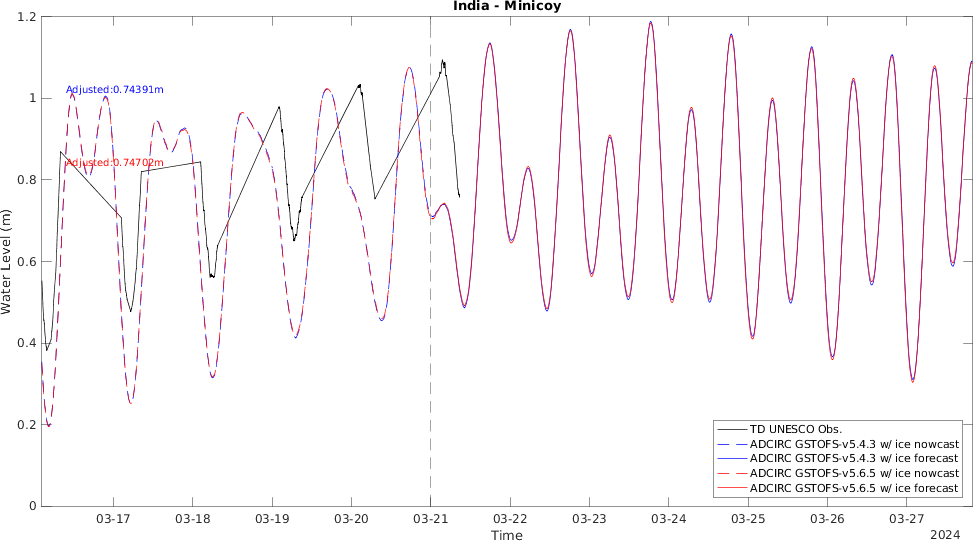 India - Minicoy
1.2
1
0.8
0.6
0.4
0.2
0
Water Level (m)
Adjusted:0.74391m
Adjusted:0.74702m
TD UNESCO Obs.
ADCIRC GSTOFS-v5.4.3 w/ ice nowcast
ADCIRC GSTOFS-v5.4.3 w/ ice forecast
ADCIRC GSTOFS-v5.6.5 w/ ice nowcast
ADCIRC GSTOFS-v5.6.5 w/ ice forecast
03-17 03-18 03-19 03-20 03-21 03-22 03-23 03-24 03-25 03-26 03-27
Time
2024